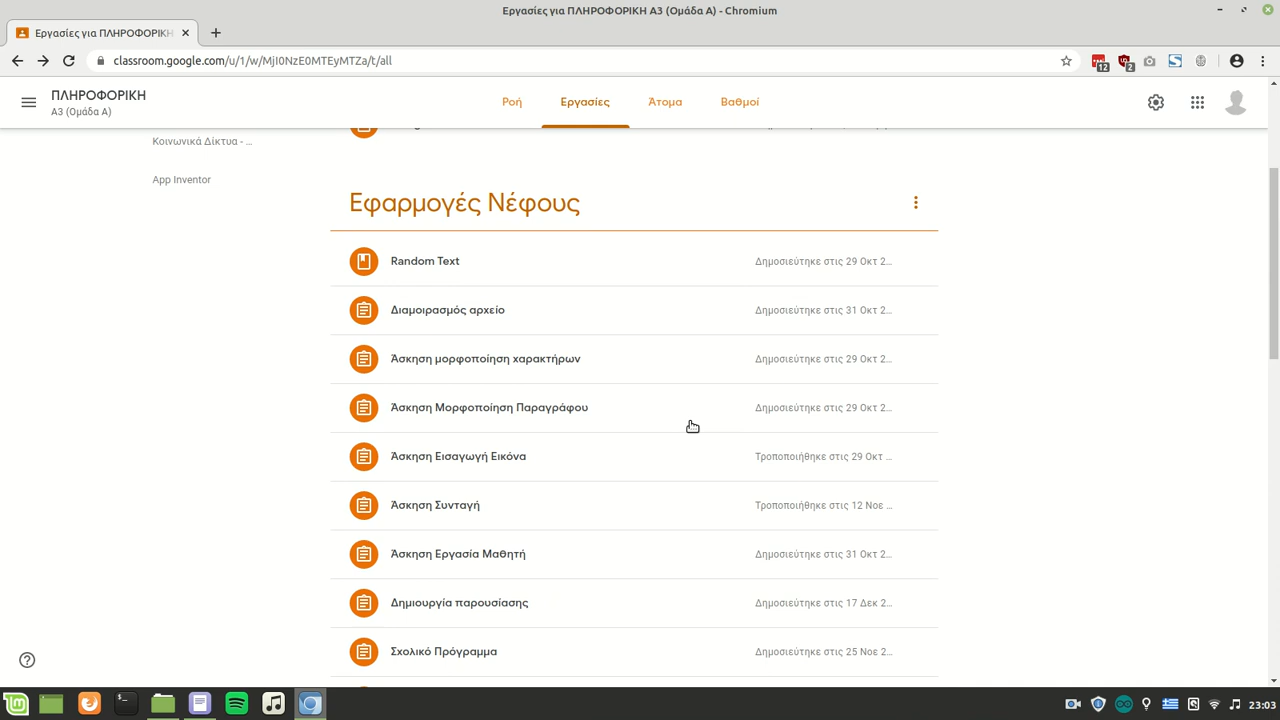 Εργασίες για ΠΛΗΡΟΦΟΡΙΚΗ Α3 (Ομάδα Α) - Chromium
Εργασίες για ΠΛΗΡΟΦΟΡΙΚΗ
classroom.google.com/u/1/w/MjI0NzE0MTEyMTZa/t/all
12
2
ΠΛΗΡΟΦΟΡΙΚΗ
Α3 (Ομάδα Α)
Ροή
Εργασίες
Άτομα
Βαθμοί
Κοινωνικά Δίκτυα - ...
App Inventor
Εφαρμογές Νέφους
Random Text
Δημοσιεύτηκε στις 29 Οκτ 2...
Διαμοιρασμός αρχείο
Δημοσιεύτηκε στις 31 Οκτ 2...
Άσκηση μορφοποίηση χαρακτήρων
Δημοσιεύτηκε στις 29 Οκτ 2...
Άσκηση Μορφοποίηση Παραγράφου
Δημοσιεύτηκε στις 29 Οκτ 2...
Άσκηση Εισαγωγή Εικόνα
Τροποποιήθηκε στις 29 Οκτ ...
Άσκηση Συνταγή
Τροποποιήθηκε στις 12 Νοε ...
Άσκηση Εργασία Μαθητή
Δημοσιεύτηκε στις 31 Οκτ 2...
Δημιουργία παρουσίασης
Δημοσιεύτηκε στις 17 Δεκ 2...
Σχολικό Πρόγραμμα
Δημοσιεύτηκε στις 25 Νοε 2...
23:03